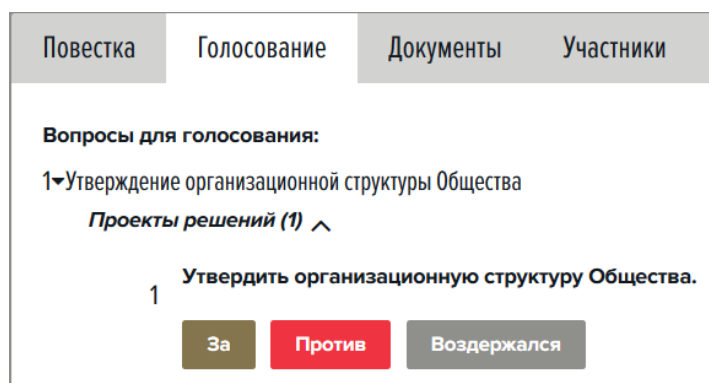 Повестка Голосование Документы Участники
Вопросы для голосования:
1 Утверждение организационной структуры Общества
Проекты решений (1)
1 Утвердить организационную структуру Общества.
За Против Воздержался